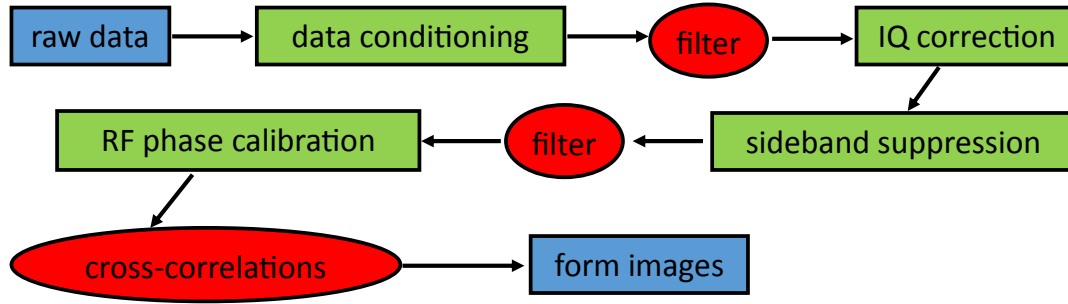 raw data
data conditioning
filter
IQ correction
sideband suppression
filter
RF phase calibration
cross-correlations
form images